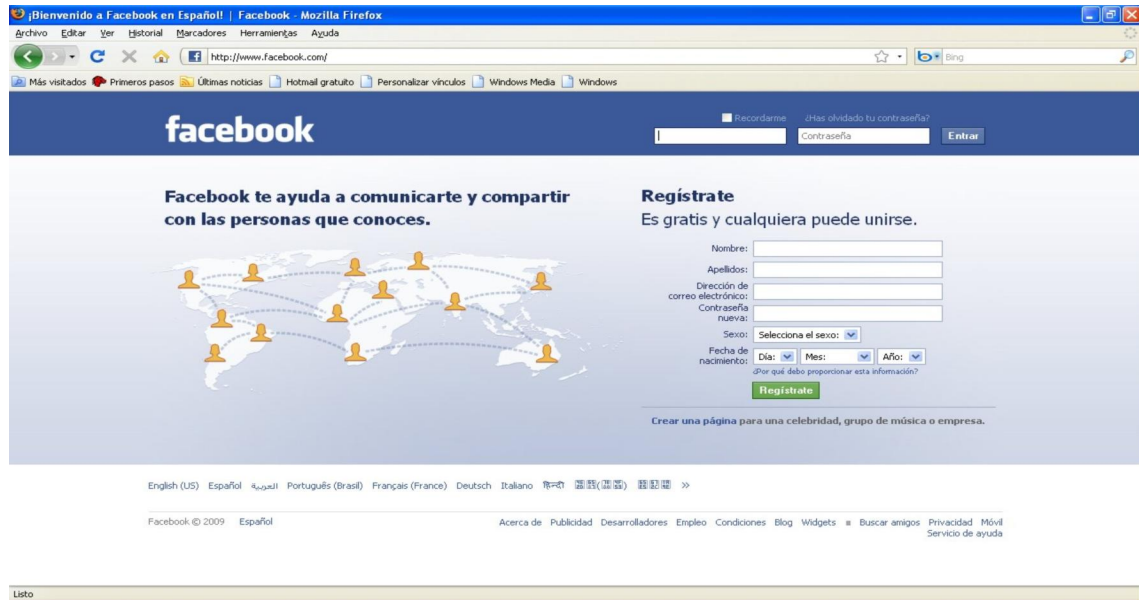 ¡Bienvenido a Facebook en Español! | Facebook - Mozilla Firefox
Archivo Editar Ver Historial Marcadores Herramientas Ayuda
http://www.facebook.com/
Bing
Más visitados Primeros pasos Últimas noticias Hotmail gratuito Personalizar vínculos Windows Media Windows
facebook
Recordarme ¿Has olvidado tu contraseña?
Contraseña Entrar
Facebook te ayuda a comunicarte y compartir
con las personas que conoces.
Regístrate
Es gratis y cualquiera puede unirse.
Nombre:
Apellidos:
Dirección de
correo electrónico:
Contraseña
nueva:
Sexo: Selecciona el sexo:
Fecha de
nacimiento: Día: Mes: Año:
¿Por qué debo proporcionar esta información?
Regístrate
Crear una página para una celebridad, grupo de música o empresa.
English (US) Español العربية Português (Brasil) Français (France) Deutsch Italiano हिन्दी »
Facebook © 2009 Español
Acerca de Publicidad Desarrolladores Empleo Condiciones Blog Widgets Buscar amigos Privacidad Móvil
Servicio de ayuda
Listo